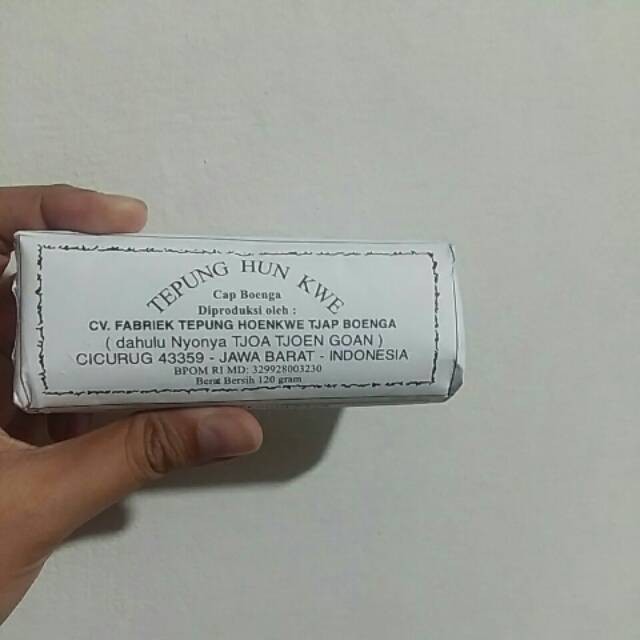 TEPUNG HUN KWE
Cap Boenga
Diproduksi oleh :
CV. FABRIEK TEPUNG HOENKWE TJAP BOENGA
( dahulu Nyonya TJOA TJOEN GOAN )
CICURUG 43359 - JAWA BARAT - INDONESIA
BPOM RI MD: 329928003230
Berat Bersih 120 gram